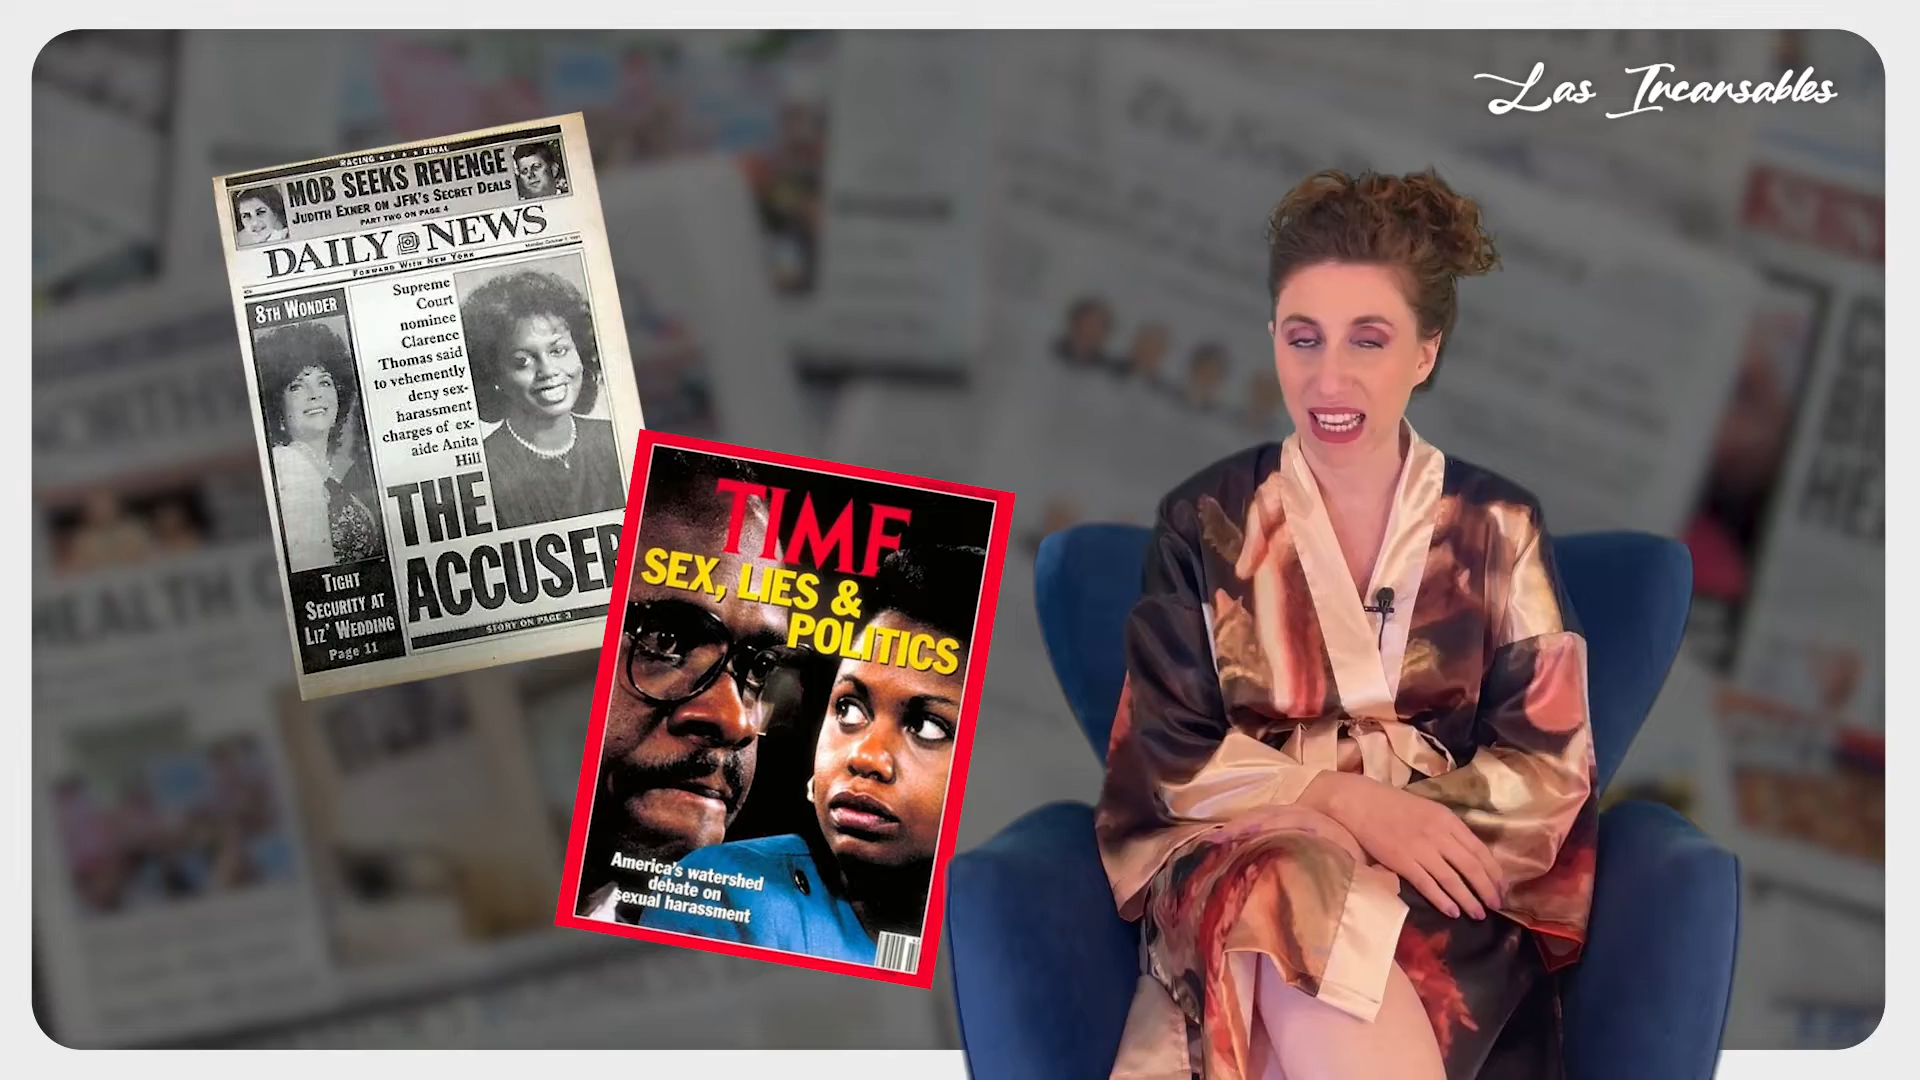 Las Incansables
RACING ★ ★ ★ ★ FINAL
MOB SEEKS REVENGE
JUDITH EXNER ON JFK'S SECRET DEALS
PART TWO ON PAGE 4
DAILY NEWS
FORWARD WITH NEW YORK
8TH WONDER
Supreme
Court
nominee
Clarence
Thomas said
to vehemently
deny sex-
harassment
charges of ex-
aide Anita
Hill
THE
ACCUSER
STORY ON PAGE 3
TIGHT
SECURITY AT
LIZ' WEDDING
Page 11
TIME
SEX, LIES &
POLITICS
America's watershed
debate on
sexual harassment